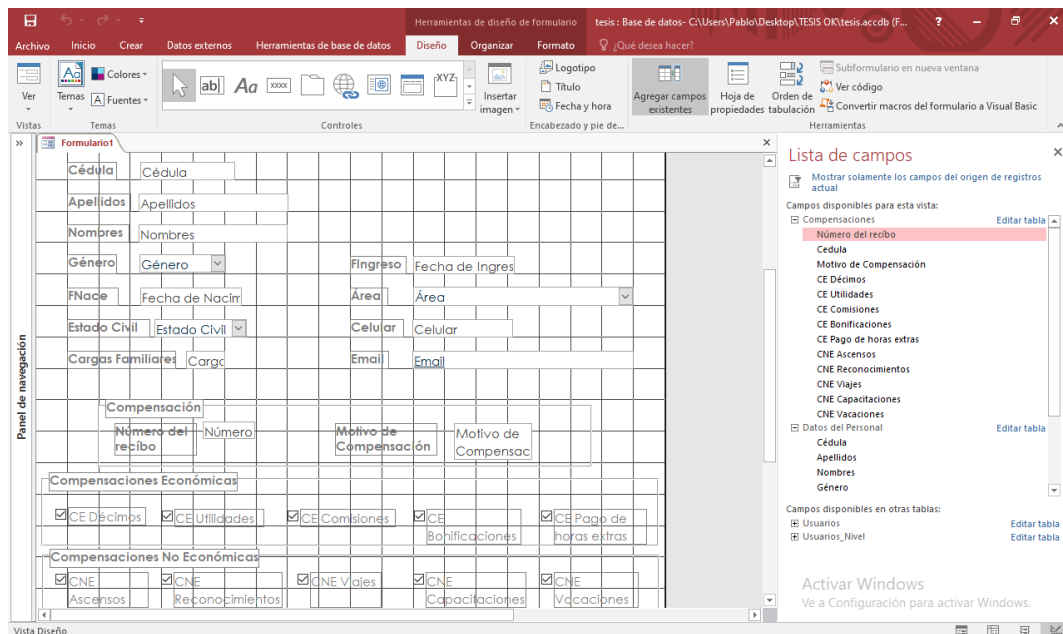 Herramientas de diseño de formulario
tesis : Base de datos- C:\Users\Pablo\Desktop\TESIS OK\tesis.accdb (F...
?
Archivo Inicio Crear Datos externos Herramientas de base de datos Diseño Organizar Formato ¿Qué desea hacer?
Ver
Temas
Aa
Colores
A Fuentes
ab|
Aa
xxxx
XYZ
Insertar
imagen
Logotipo
Título
Fecha y hora
Agregar campos
existentes
Hoja de
propiedades
Orden de
tabulación
Subformulario en nueva ventana
Ver código
Convertir macros del formulario a Visual Basic
Vistas Temas Controles Encabezado y pie de... Herramientas
Panel de navegación
Formulario1
Cédula Cédula
Apellidos Apellidos
Nombres Nombres
Género Género FIngreso Fecha de Ingres
FNace Fecha de Nacim Área Área
Estado Civil Estado Civil Celular Celular
Cargas Familiares Cargo Email Email
Compensación
Número del
recíbo
Número
Motivo de
Compensación
Motivo de
Compensac
Compensaciones Económicas
CE Décimos CE Utilidades CE Comisiones CE
Bonificaciones
CE Pago de
horas extras
Compensaciones No Económicas
CNE
Ascensos
CNE
Reconocimientos
CNE Viajes
CNE
Capacitaciones
CNE
Vacaciones
Lista de campos
Mostrar solamente los campos del origen de registros
actual
Campos disponibles para esta vista:
Compensaciones Editar tabla
Número del recíbo
Cedula
Motivo de Compensación
CE Décimos
CE Utilidades
CE Comisiones
CE Bonificaciones
CE Pago de horas extras
CNE Ascensos
CNE Reconocimientos
CNE Viajes
CNE Capacitaciones
CNE Vacaciones
Datos del Personal Editar tabla
Cédula
Apellidos
Nombres
Género
Campos disponibles en otras tablas:
Usuarios Editar tabla
Usuarios_Nivel Editar tabla
Activar Windows
Ve a Configuración para activar Windows.
Vista Diseño